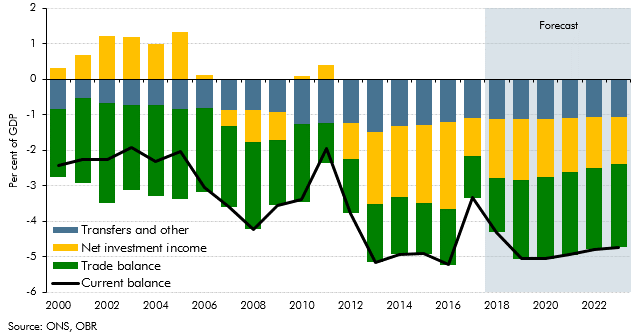 Forecast
Per cent of GDP
2
1
0
-1
-2
-3
-4
-5
-6
Transfers and other
Net investment income
Trade balance
Current balance
2000 2002 2004 2006 2008 2010 2012 2014 2016 2018 2020 2022
Source: ONS, OBR